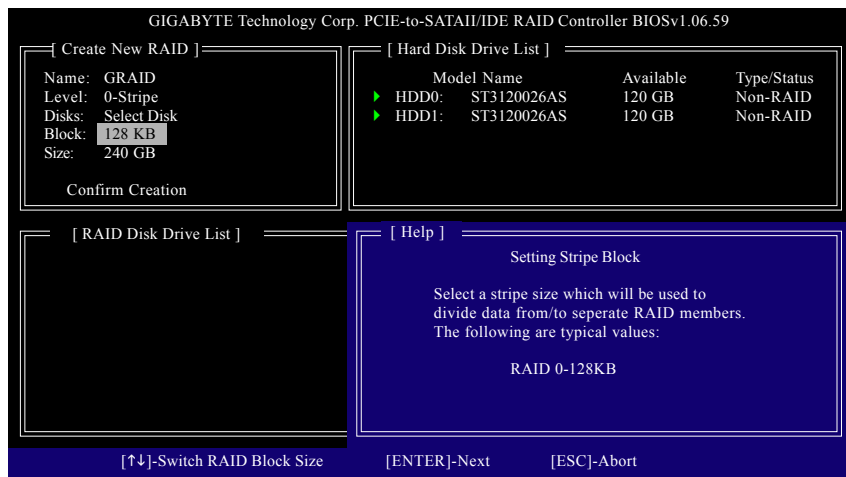 GIGABYTE Technology Corp. PCIE-to-SATAII/IDE RAID Controller BIOSv1.06.59
[ Create New RAID ]
Name: GRAID
Level: 0-Stripe
Disks: Select Disk
Block: 128 KB
Size: 240 GB
Confirm Creation
[ Hard Disk Drive List ]
Model Name Available Type/Status
HDD0: ST3120026AS 120 GB Non-RAID
HDD1: ST3120026AS 120 GB Non-RAID
[ RAID Disk Drive List ]
[ Help ]
Setting Stripe Block
Select a stripe size which will be used to
divide data from/to seperate RAID members.
The following are typical values:
RAID 0-128KB
[↑↓]-Switch RAID Block Size [ENTER]-Next [ESC]-Abort